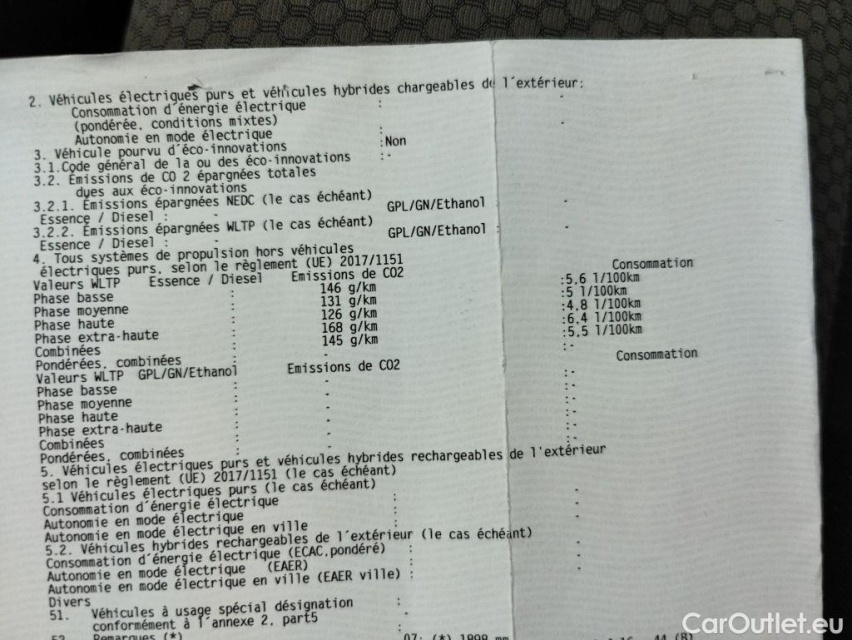 2. Véhicules électriques purs et véhicules hybrides chargeables de l'extérieur:
Consommation d'énergie électrique : -
(pondérée, conditions mixtes)
Autonomie en mode électrique : -
3. Véhicule pourvu d'éco-innovations :Non
3.1.Code général de la ou des éco-innovations :-
3.2. Émissions de CO 2 épargnées totales
dues aux éco-innovations
3.2.1. Émissions épargnées NEDC (le cas échéant)
Essence / Diesel : - GPL/GN/Ethanol : -
3.2.2. Émissions épargnées WLTP (le cas échéant)
Essence / Diesel : - GPL/GN/Ethanol : -
4. Tous systèmes de propulsion hors véhicules
électriques purs, selon le règlement (UE) 2017/1151
Valeurs WLTP Essence / Diesel Emissions de CO2 Consommation
Phase basse : 146 g/km :5,6 l/100km
Phase moyenne : 131 g/km :5 l/100km
Phase haute : 126 g/km :4,8 l/100km
Phase extra-haute : 168 g/km :6,4 l/100km
Combinées : 145 g/km :5,5 l/100km
Pondérées, combinées : - :-
Valeurs WLTP GPL/GN/Ethanol Emissions de CO2 Consommation
Phase basse : - :-
Phase moyenne : - :-
Phase haute : - :-
Phase extra-haute : - :-
Combinées : - :-
Pondérées, combinées : - :-
5. Véhicules électriques purs et véhicules hybrides rechargeables de l'extérieur
selon le règlement (UE) 2017/1151 (le cas échéant)
5.1 Véhicules électriques purs (le cas échéant)
Consommation d'énergie électrique : -
Autonomie en mode électrique : -
Autonomie en mode électrique en ville : -
5.2. Véhicules hybrides rechargeables de l'extérieur (le cas échéant)
Consommation d'énergie électrique (ECAC,pondéré) : -
Autonomie en mode électrique (EAER) : -
Autonomie en mode électrique en ville (EAER ville) : -
Divers
51. Véhicules à usage spécial désignation :
conformément à l'annexe 2, part5 -
52. Remarques (*) 07: (*) 1898 mm
CarOutlet.eu